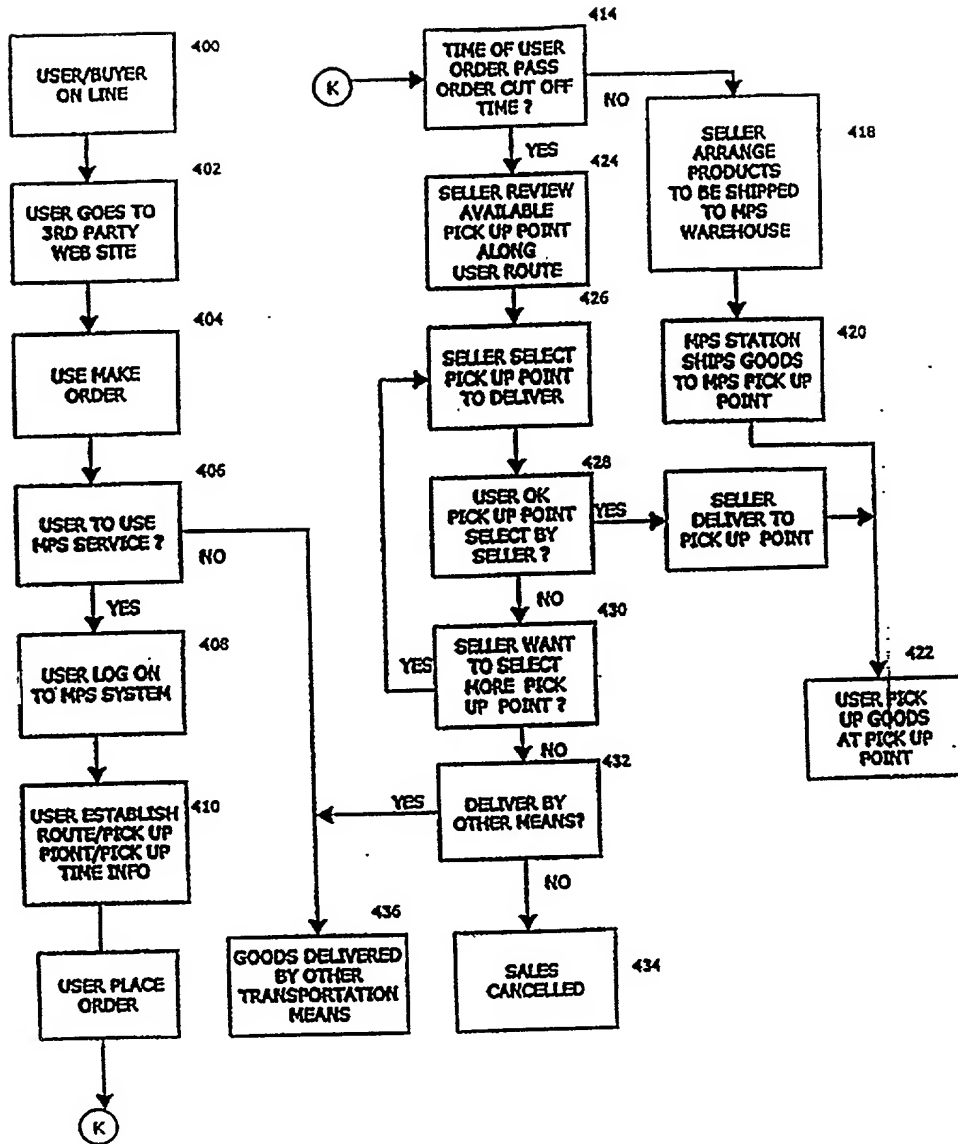 400
USER/BUYER
ON LINE
402
USER GOES TO
3RD PARTY
WEB SITE
404
USE MAKE
ORDER
406
USER TO USE
MPS SERVICE ?
NO
YES
408
USER LOG ON
TO MPS SYSTEM
410
USER ESTABLISH
ROUTE/PICK UP
PIONT/PICK UP
TIME INFO
USER PLACE
ORDER
K
K
414
TIME OF USER
ORDER PASS
ORDER CUT OFF
TIME ?
NO
YES
424
SELLER REVIEW
AVAILABLE
PICK UP POINT
ALONG
USER ROUTE
426
SELLER SELECT
PICK UP POINT
TO DELIVER
428
USER OK
PICK UP POINT
SELECT BY
SELLER ?
YES
NO
430
SELLER WANT
TO SELECT
MORE PICK
UP POINT ?
YES
NO
432
DELIVER BY
OTHER MEANS?
YES
NO
436
GOODS DELIVERED
BY OTHER
TRANSPORTATION
MEANS
434
SALES
CANCELLED
418
SELLER
ARRANGE
PRODUCTS
TO BE SHIPPED
TO MPS
WAREHOUSE
420
MPS STATION
SHIPS GOODS
TO MPS PICK UP
POINT
SELLER
DELIVER TO
PICK UP POINT
422
USER PICK
UP GOODS
AT PICK UP
POINT